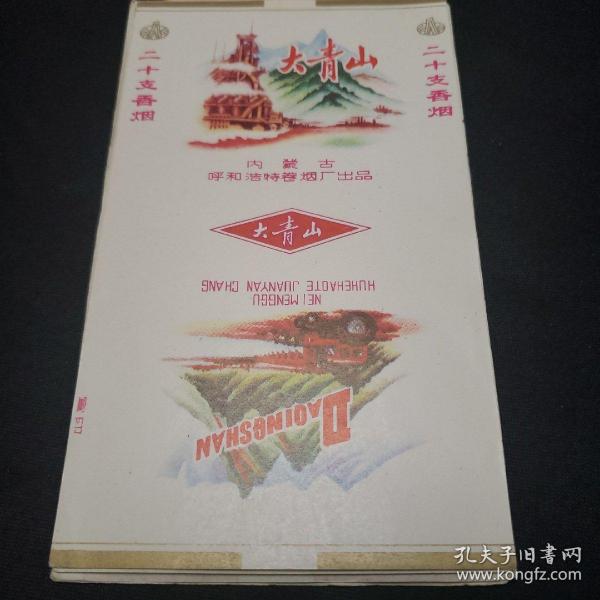 大青山
二十支香烟
二十支香烟
内蒙古
呼和浩特卷烟厂出品
大青山
NEI MENGGU
HUHEHAOTE JUANYAN CHANG
DAQINGSHAN
孔夫子旧书网
www.kongfz.com